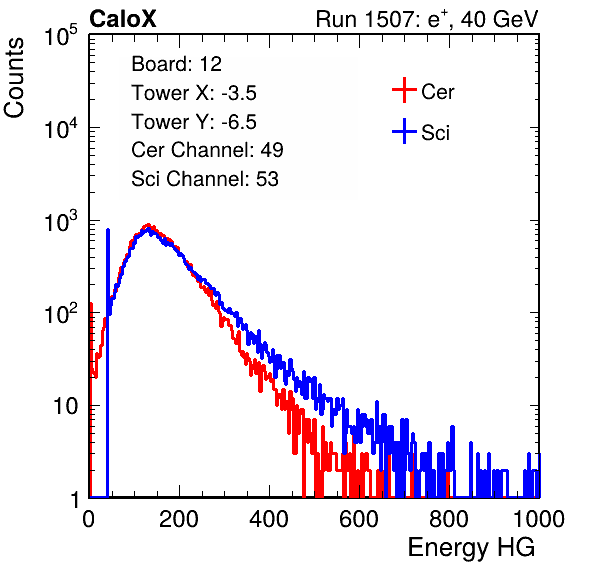 CaloX Run 1507: e⁺, 40 GeV
Counts
10⁵
10⁴
10³
10²
10
1
Board: 12
Tower X: -3.5
Tower Y: -6.5
Cer Channel: 49
Sci Channel: 53
Cer
Sci
0 200 400 600 800 1000
Energy HG